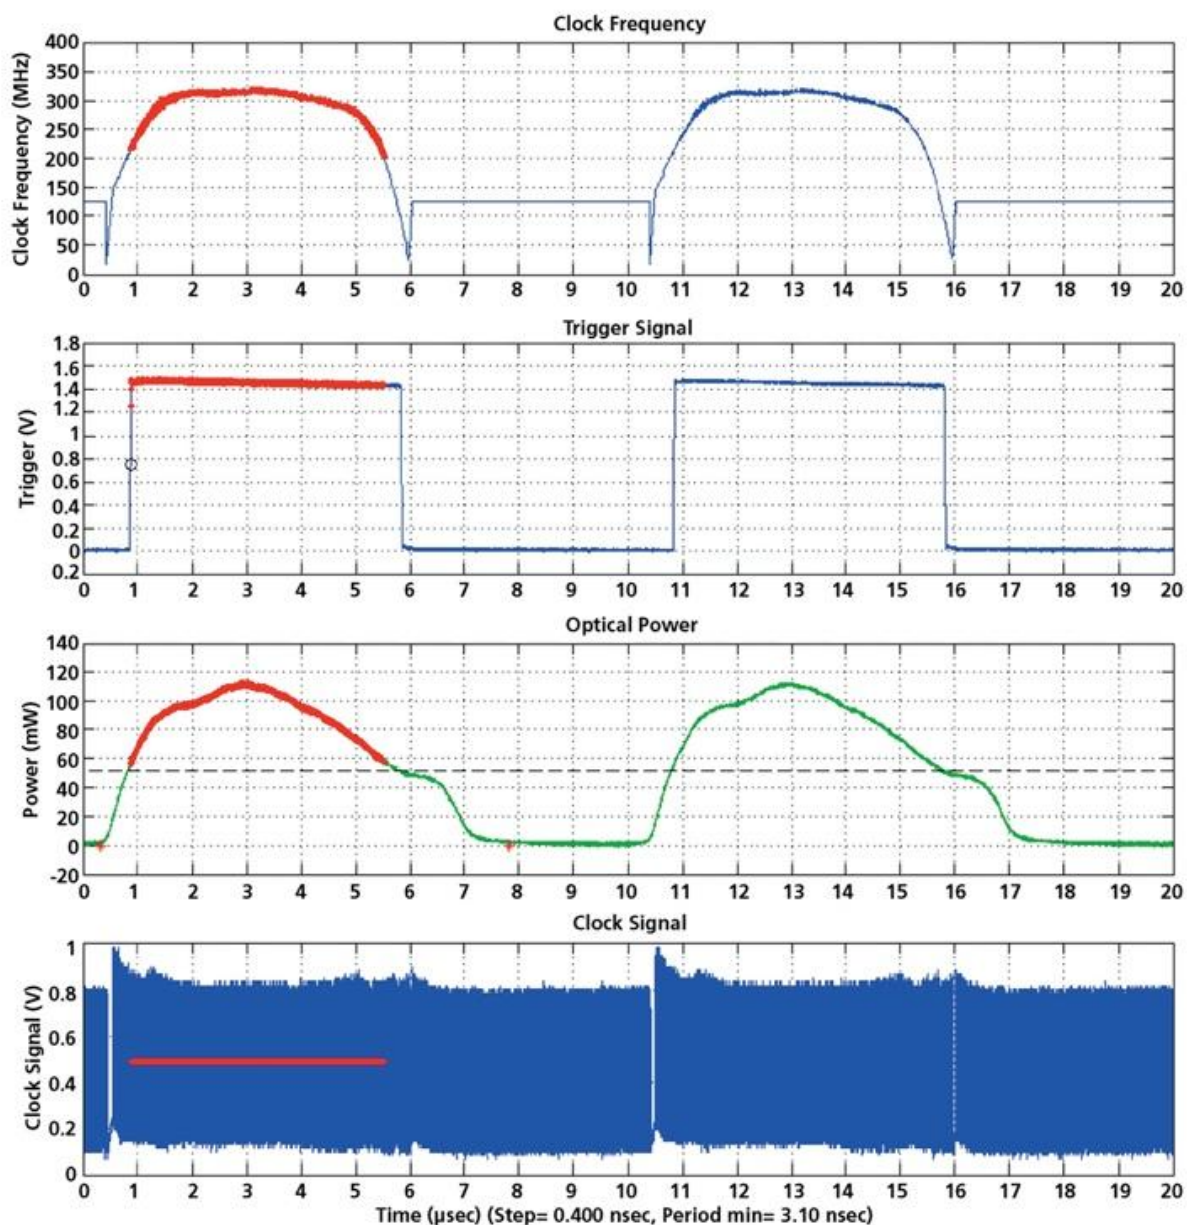 Clock Frequency
Clock Frequency (MHz)
400
350
300
250
200
150
100
50
0
0 1 2 3 4 5 6 7 8 9 10 11 12 13 14 15 16 17 18 19 20
Trigger Signal
Trigger (V)
1.8
1.6
1.4
1.2
1
0.8
0.6
0.4
0.2
0
0.2
0 1 2 3 4 5 6 7 8 9 10 11 12 13 14 15 16 17 18 19 20
Optical Power
Power (mW)
140
120
100
80
60
40
20
0
-20
0 1 2 3 4 5 6 7 8 9 10 11 12 13 14 15 16 17 18 19 20
Clock Signal
Clock Signal (V)
1
0.8
0.6
0.4
0.2
0
0 1 2 3 4 5 6 7 8 9 10 11 12 13 14 15 16 17 18 19 20
Time (μsec) (Step= 0.400 nsec, Period min= 3.10 nsec)